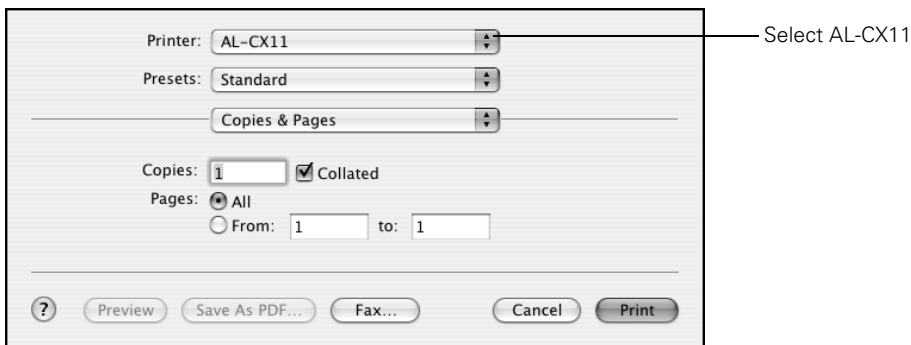 Printer: AL-CX11 Select AL-CX11
Presets: Standard
Copies & Pages
Copies: 1 Collated
Pages: All
From: 1 to: 1
? Preview Save As PDF... Fax... Cancel Print